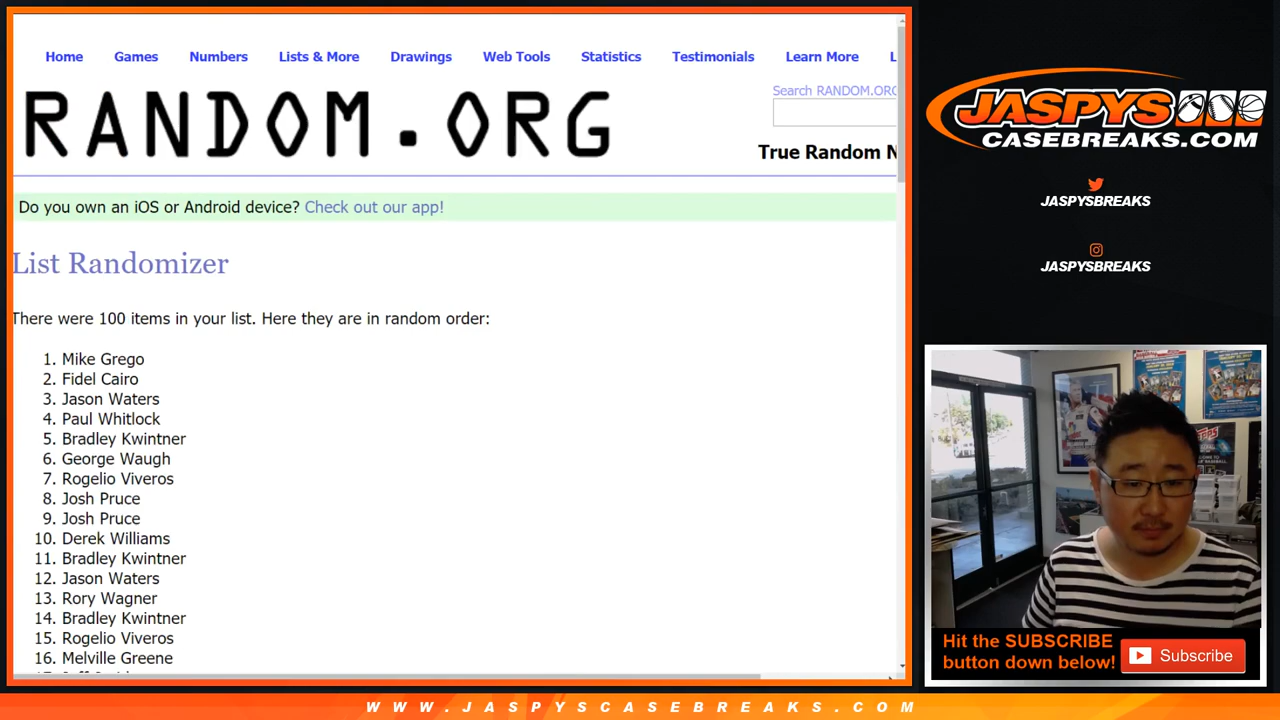 Home Games Numbers Lists & More Drawings Web Tools Statistics Testimonials Learn More L
Search RANDOM.ORG
RANDOM.ORG
True Random N
Do you own an iOS or Android device? Check out our app!
List Randomizer
There were 100 items in your list. Here they are in random order:
1. Mike Grego
2. Fidel Cairo
3. Jason Waters
4. Paul Whitlock
5. Bradley Kwintner
6. George Waugh
7. Rogelio Viveros
8. Josh Pruce
9. Josh Pruce
10. Derek Williams
11. Bradley Kwintner
12. Jason Waters
13. Rory Wagner
14. Bradley Kwintner
15. Rogelio Viveros
16. Melville Greene
JASPYS
CASEBREAKS.COM
JASPYSBREAKS
JASPYSBREAKS
Hit the SUBSCRIBE
button down below!
Subscribe
WWW.JASPYSCASEBREAKS.COM